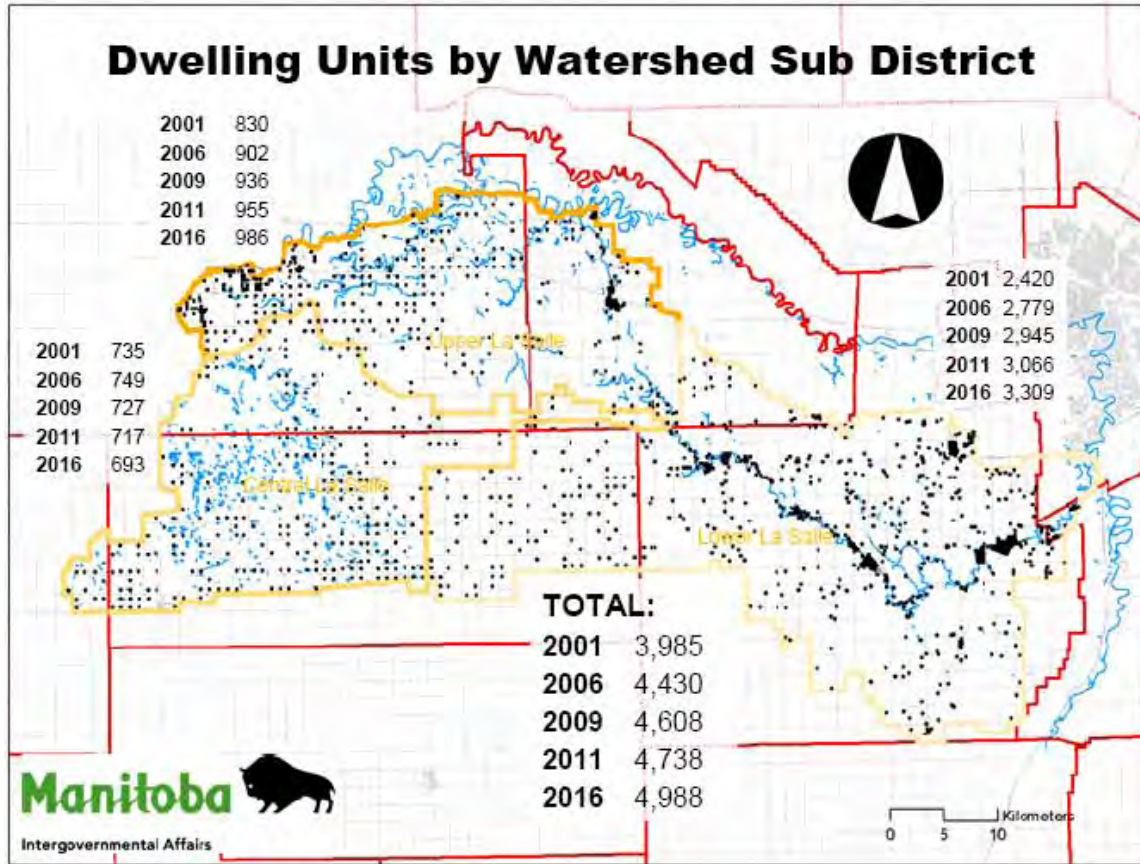 Dwelling Units by Watershed Sub District
2001 830
2006 902
2009 936
2011 955
2016 986
2001 2,420
2006 2,779
2009 2,945
2011 3,066
2016 3,309
Upper La Salle
2001 735
2006 749
2009 727
2011 717
2016 693
Central La Salle
Lower La Salle
TOTAL:
2001 3,985
2006 4,430
2009 4,608
2011 4,738
2016 4,988
Manitoba
Intergovernmental Affairs
Kilometers
0 5 10